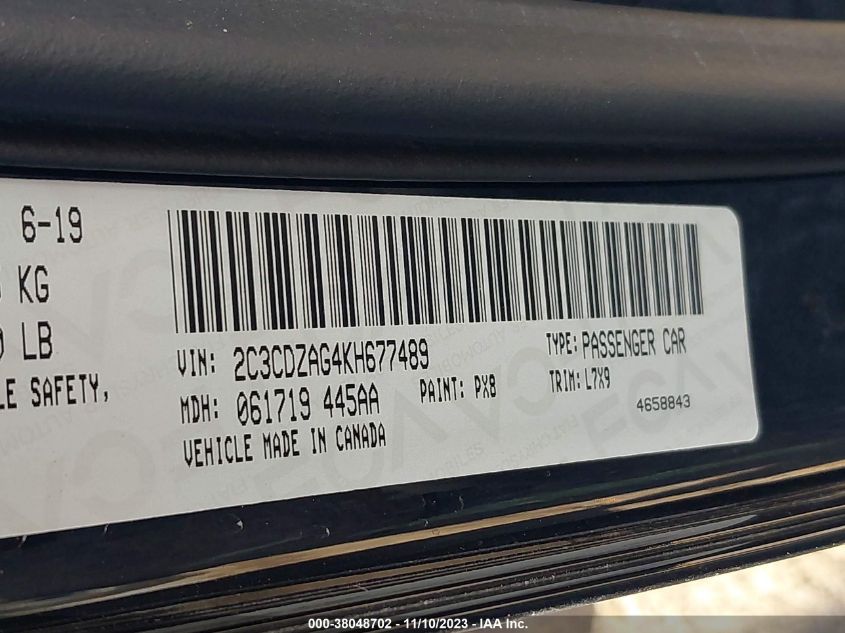 6-19
KG
LB
LE SAFETY,
VIN: 2C3CDZAG4KH677489
TYPE: PASSENGER CAR
MDH: 061719 445AA
PAINT: PX8
TRIM: L7X9
VEHICLE MADE IN CANADA
4658843
000-38048702 - 11/10/2023 - IAA Inc.